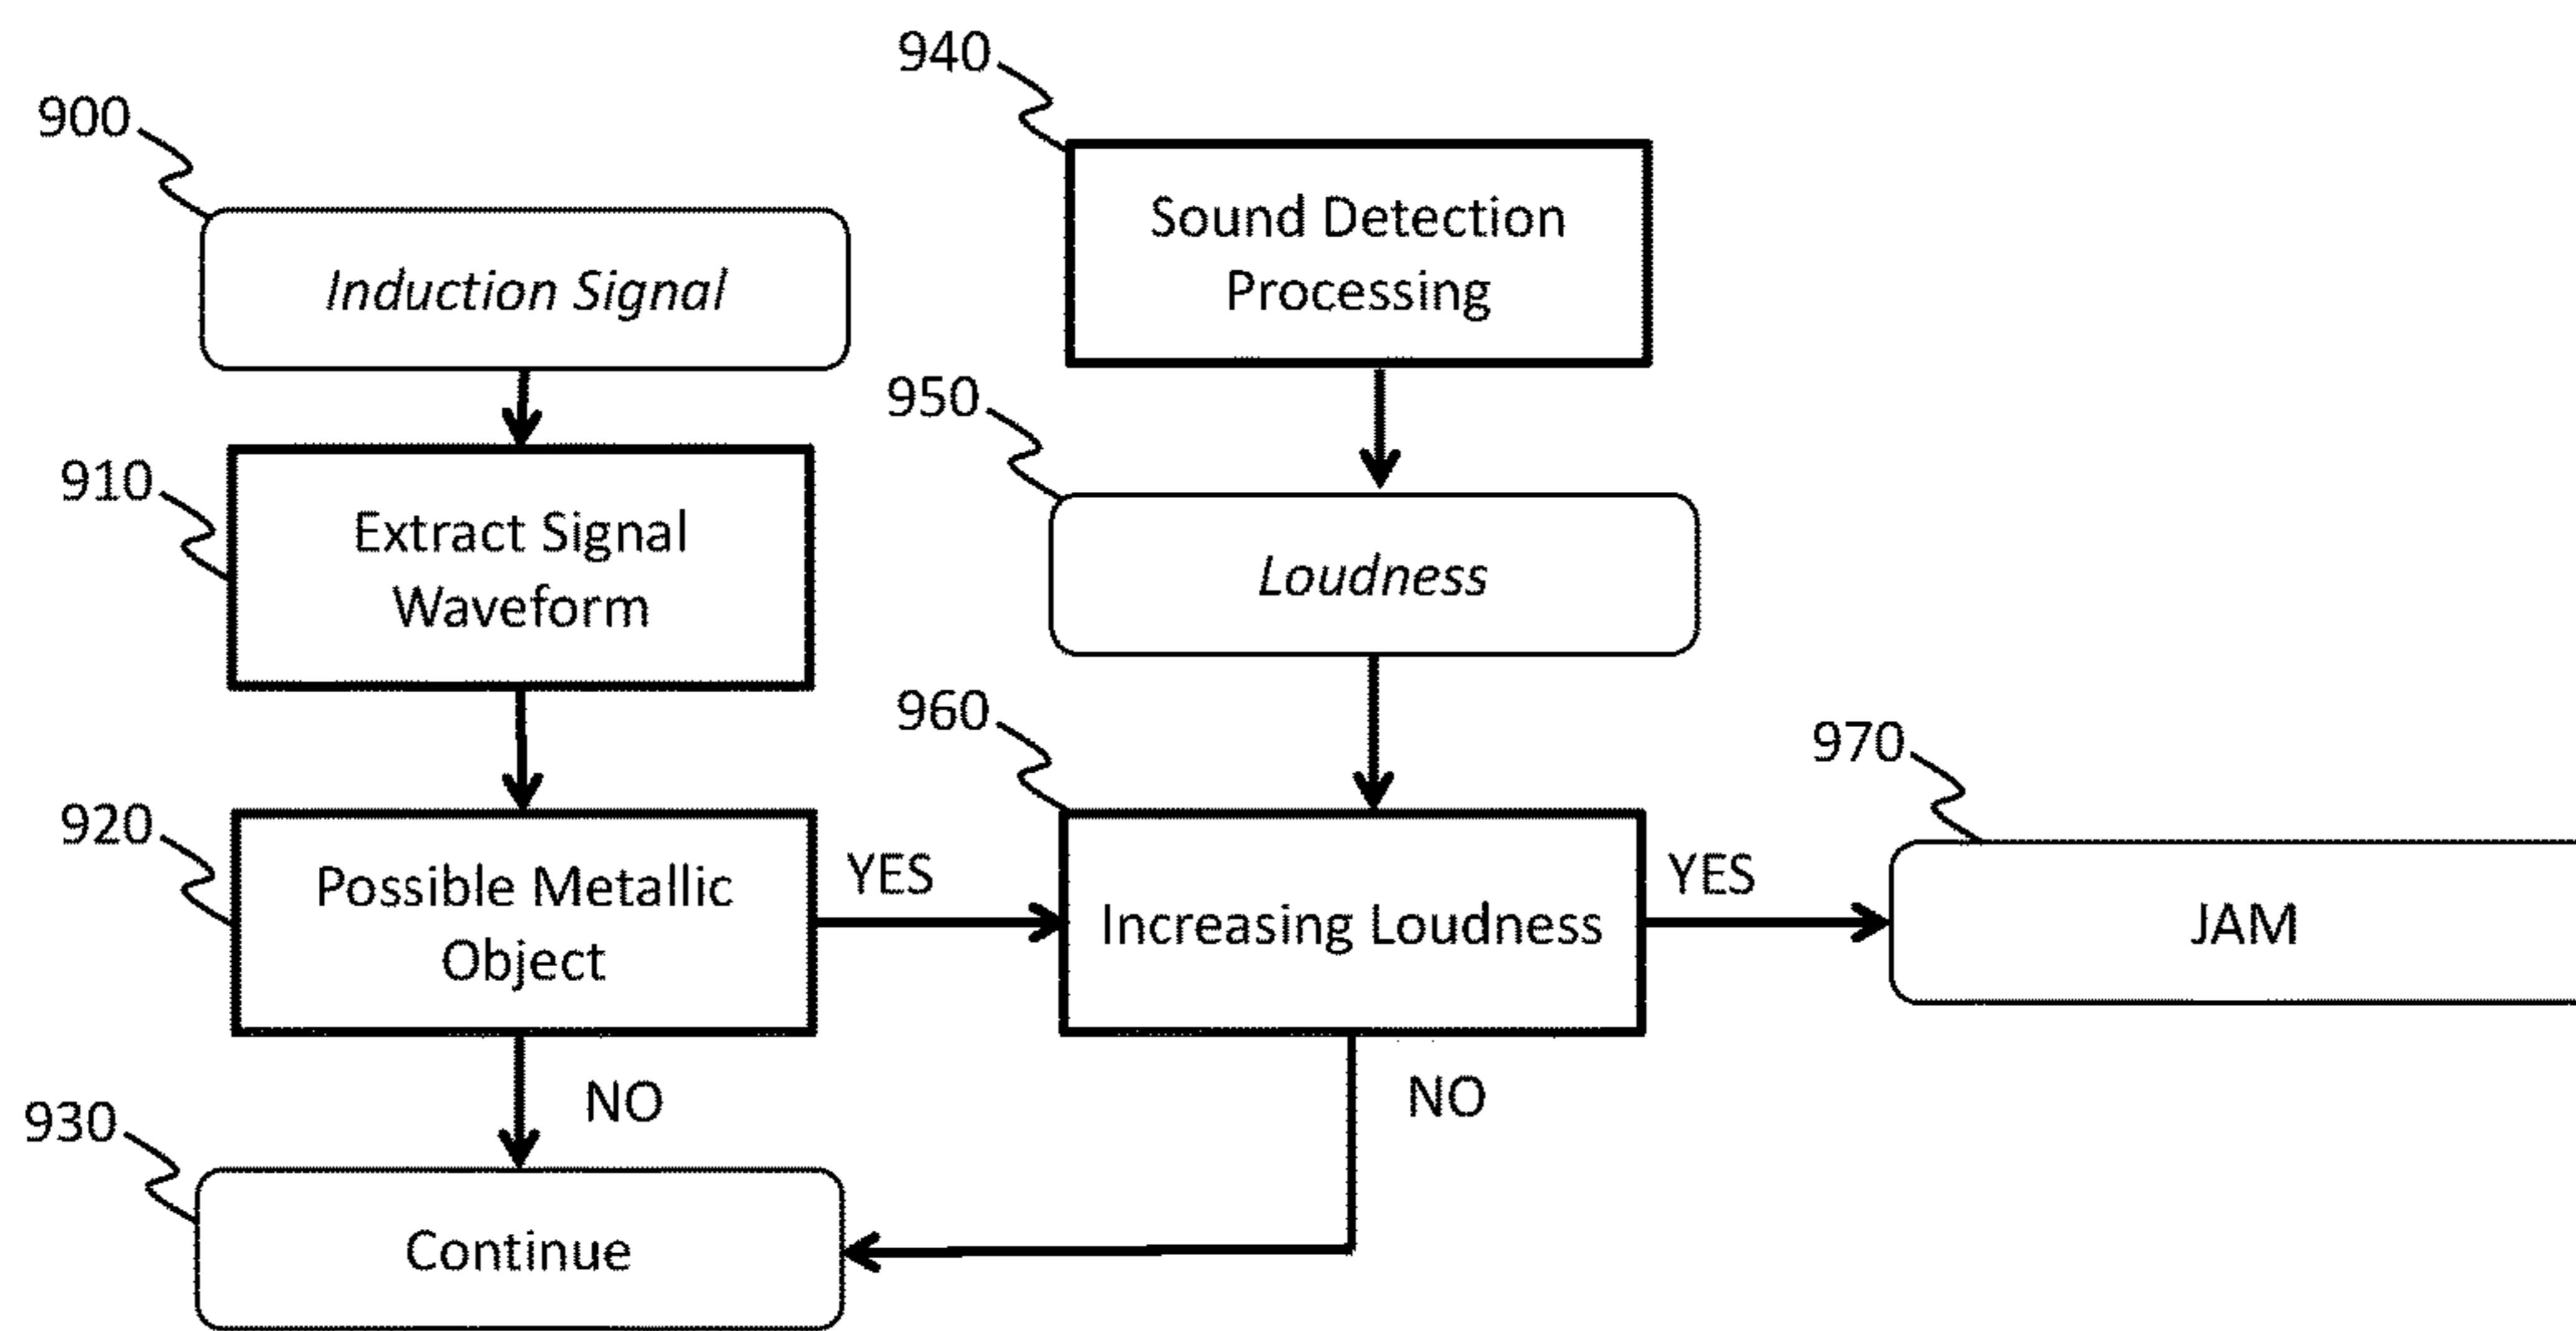 940
900
Sound Detection
Processing
Induction Signal
950
910
Extract Signal
Waveform
Loudness
960
970
920
Possible Metallic
Object
YES
Increasing Loudness
YES
JAM
NO
NO
930
Continue